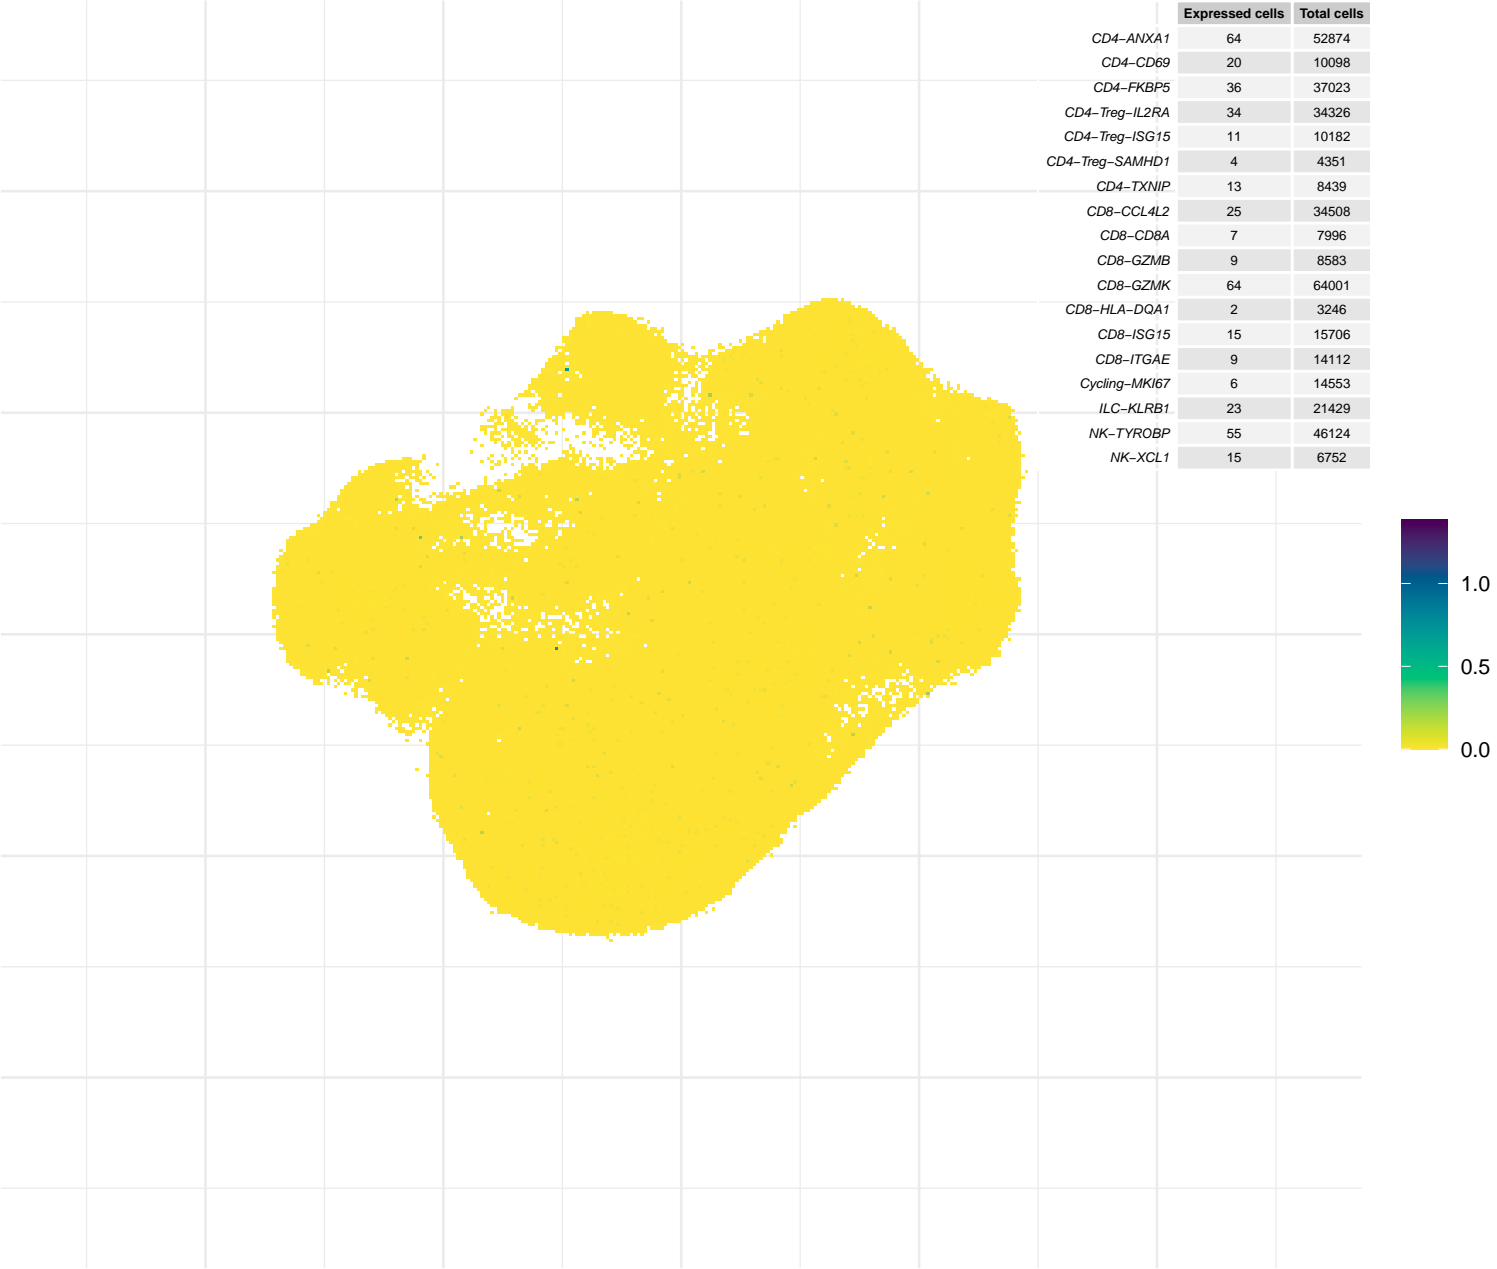 Expressed cells Total cells
CD4−ANXA1 64 52874
CD4−CD69 20 10098
CD4−FKBP5 36 37023
CD4−Treg−IL2RA 34 34326
CD4−Treg−ISG15 11 10182
CD4−Treg−SAMHD1 4 4351
CD4−TXNIP 13 8439
CD8−CCL4L2 25 34508
CD8−CD8A 7 7996
CD8−GZMB 9 8583
CD8−GZMK 64 64001
CD8−HLA−DQA1 2 3246
CD8−ISG15 15 15706
CD8−ITGAE 9 14112
Cycling−MKI67 6 14553
ILC−KLRB1 23 21429
NK−TYROBP 55 46124
NK−XCL1 15 6752
1.0
0.5
0.0